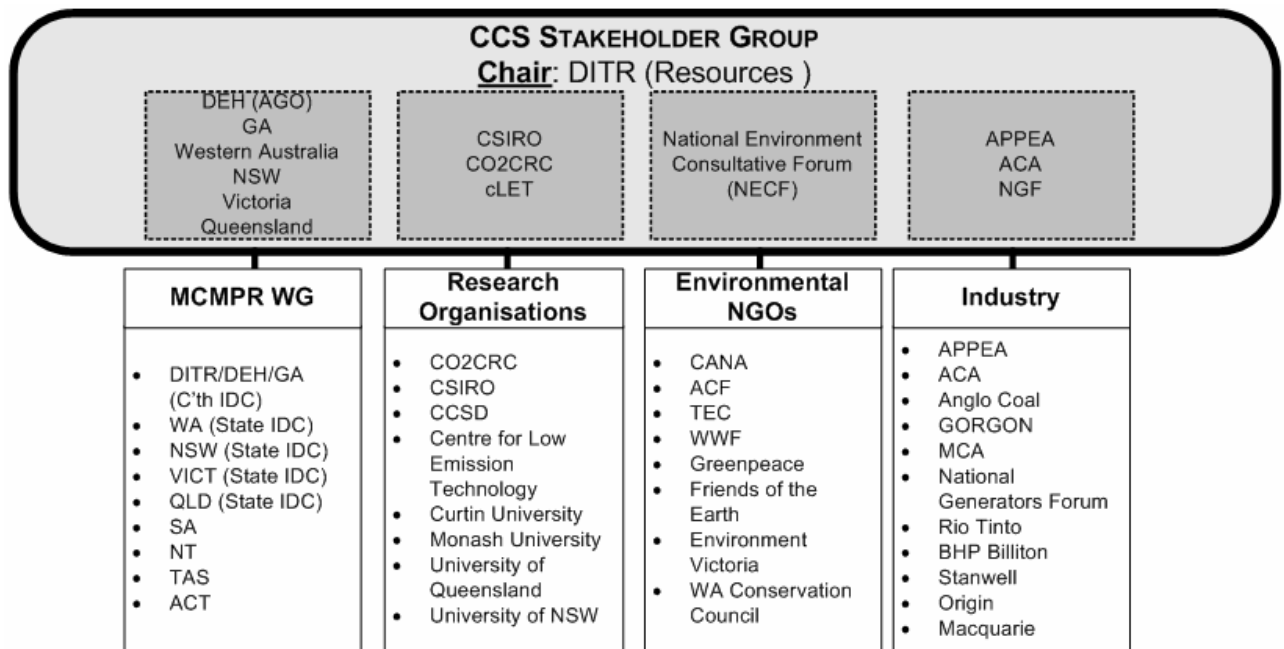 CCS STAKEHOLDER GROUP
Chair: DITR (Resources )
DEH (AGO)
GA
Western Australia
NSW
Victoria
Queensland
CSIRO
CO2CRC
cLET
National Environment
Consultative Forum
(NECF)
APPEA
ACA
NGF
MCMPR WG
• DITR/DEH/GA
(C'th IDC)
• WA (State IDC)
• NSW (State IDC)
• VICT (State IDC)
• QLD (State IDC)
• SA
• NT
• TAS
• ACT
Research
Organisations
• CO2CRC
• CSIRO
• CCSD
• Centre for Low
Emission
Technology
• Curtin University
• Monash University
• University of
Queensland
• University of NSW
Environmental
NGOs
• CANA
• ACF
• TEC
• WWF
• Greenpeace
• Friends of the
Earth
• Environment
Victoria
• WA Conservation
Council
Industry
• APPEA
• ACA
• Anglo Coal
• GORGON
• MCA
• National
Generators Forum
• Rio Tinto
• BHP Billiton
• Stanwell
• Origin
• Macquarie